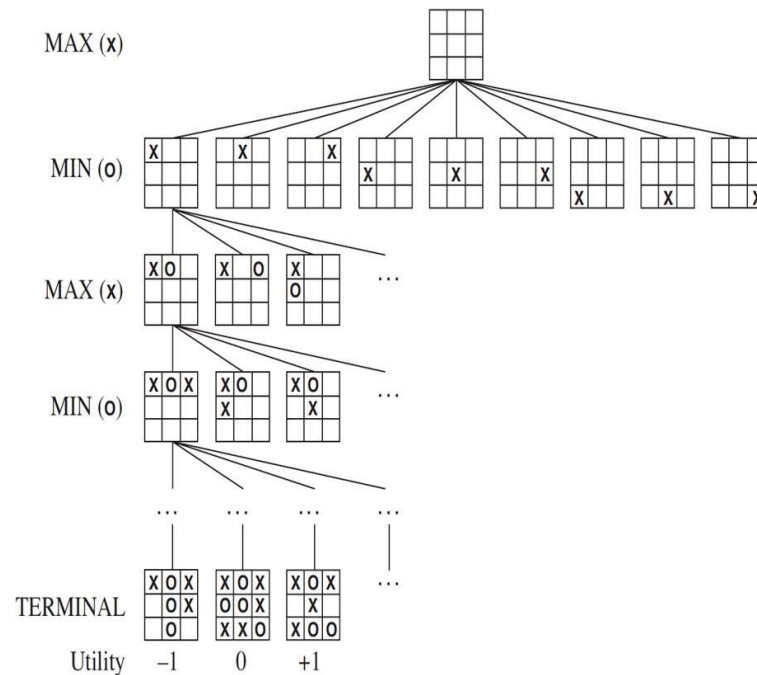 MAX (X)
X X X X X X X X X
MIN (O)
X O X O X
O
...
MAX (X)
X O X X O X O
X X
...
MIN (O)
... ... ... ...
X O X X O X X O X
O X O O X X
O X X O X O O
...
TERMINAL
Utility –1 0 +1